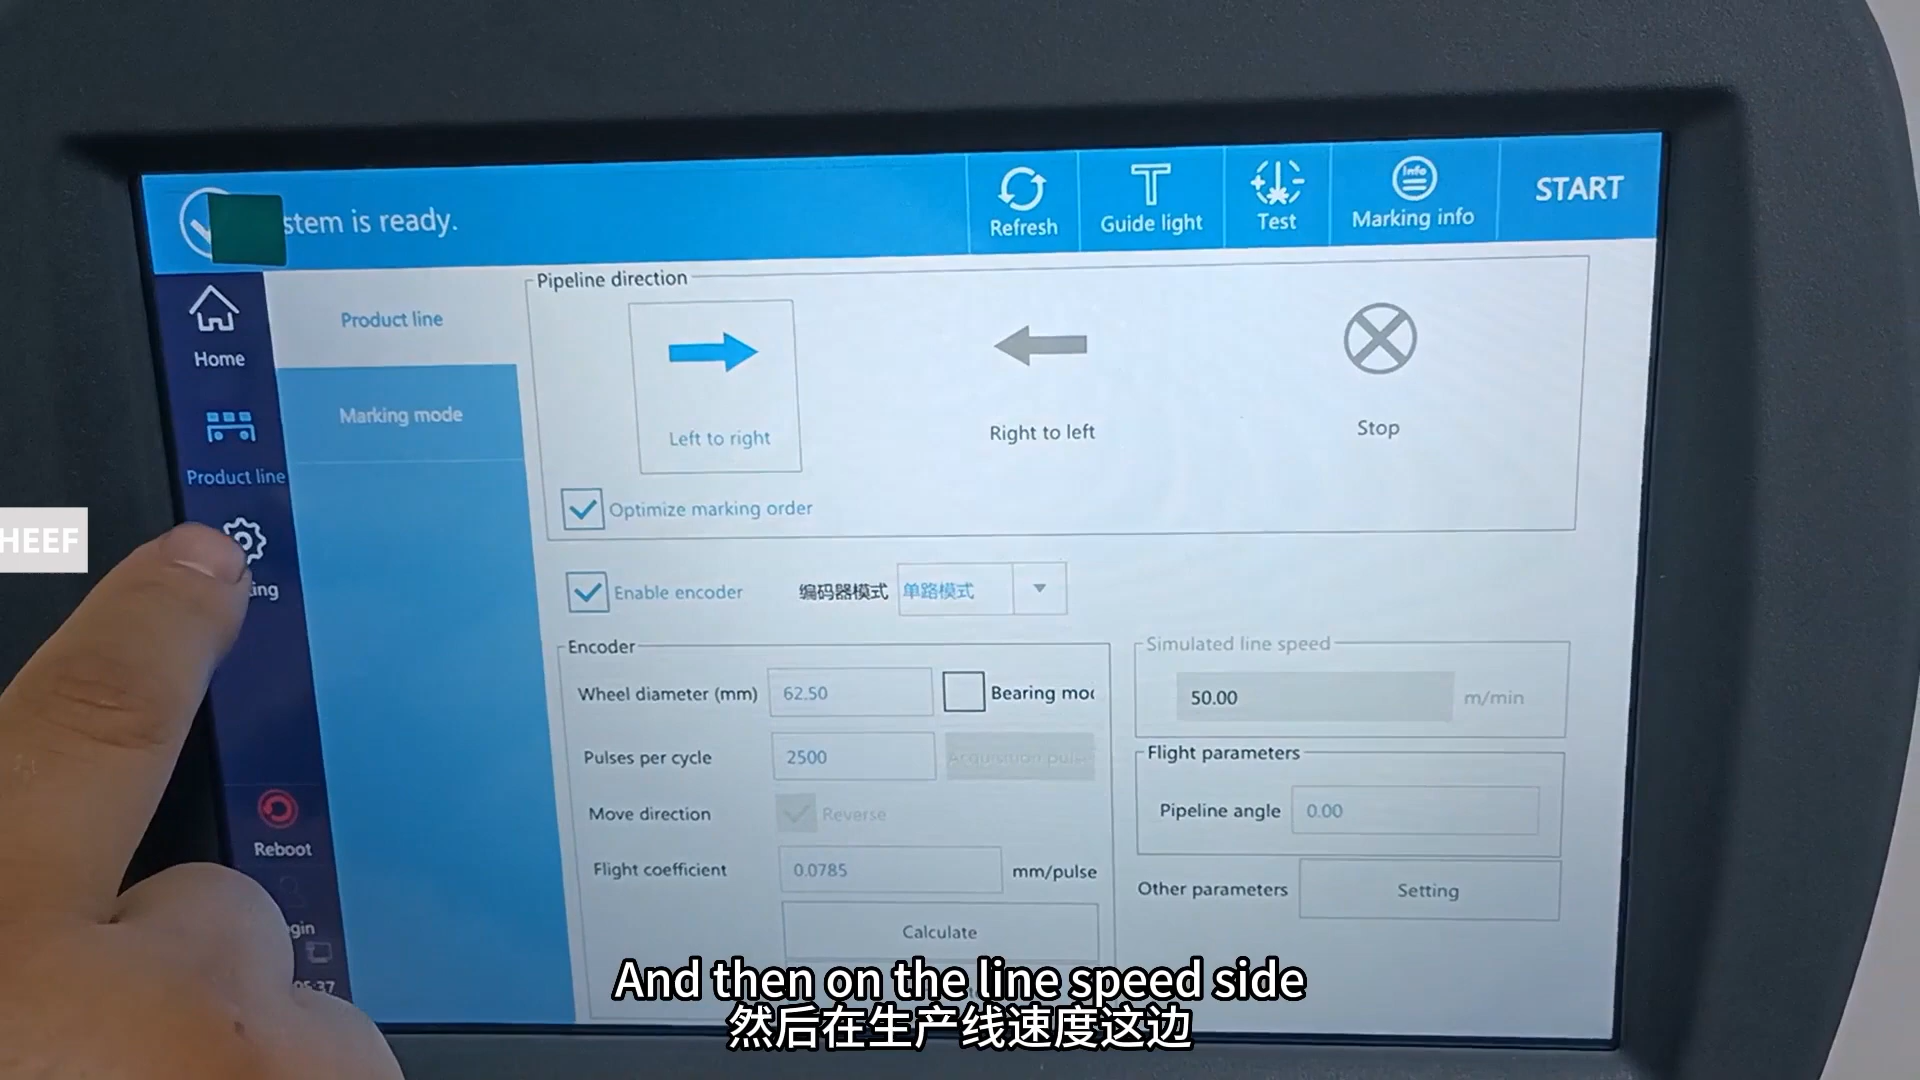 stem is ready.
Refresh
Guide light
Test
Info
Marking info
START
Home
Product line
ing
Reboot
gin
Product line
Marking mode
Pipeline direction
Left to right
Right to left
Stop
Optimize marking order
Enable encoder
编码器模式
单路模式
Encoder
Wheel diameter (mm)
62.50
Bearing mo
Pulses per cycle
2500
Acquisition pulse
Move direction
Reverse
Flight coefficient
0.0785
mm/pulse
Calculate
Simulated line speed
50.00
m/min
Flight parameters
Pipeline angle
0.00
Other parameters
Setting
HEEF
And then on the line speed side
然后在生产线速度这边